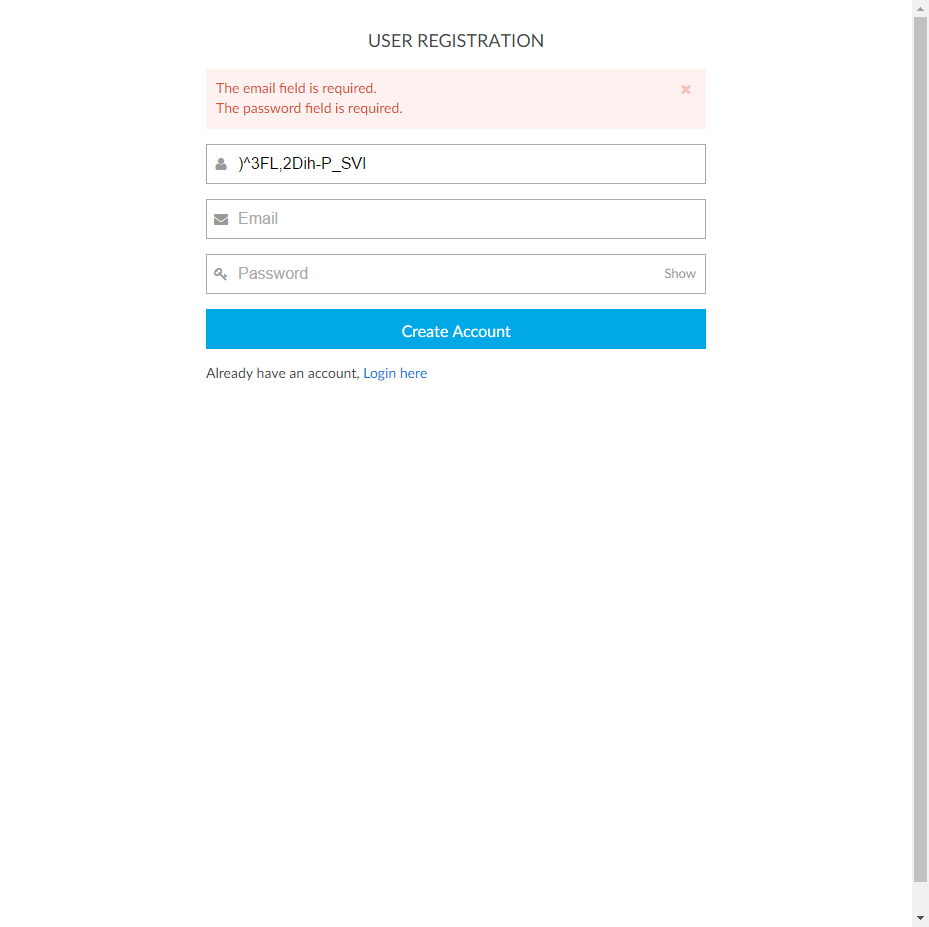 USER REGISTRATION
The email field is required.
The password field is required.
)^3FL,2Dih-P_SVI
Email
Password
Show
Create Account
Already have an account, Login here